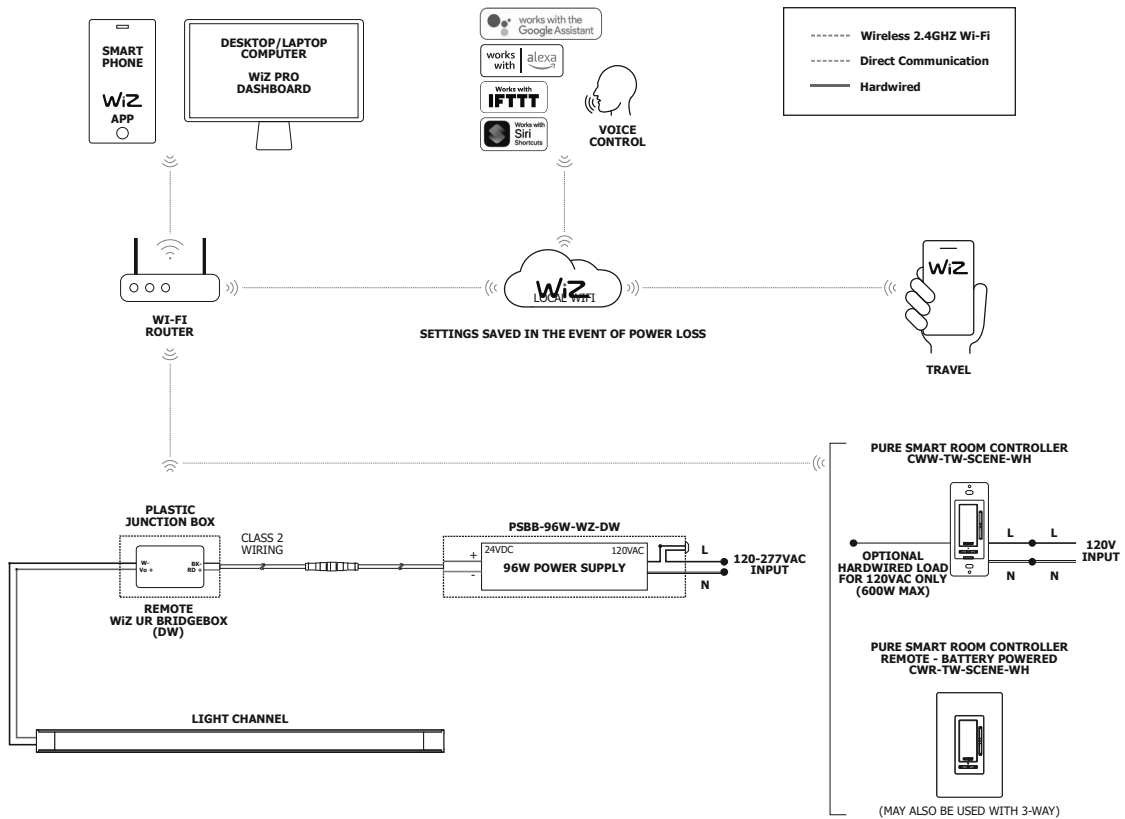 SMART
PHONE
WiZ
APP
DESKTOP/LAPTOP
COMPUTER
WiZ PRO
DASHBOARD
works with the
Google Assistant
works
with
alexa
Works with
IFTTT
Works with
Siri
Shortcuts
VOICE
CONTROL
Wireless 2.4GHZ Wi-Fi
Direct Communication
Hardwired
WI-FI
ROUTER
WiZ
LOCAL WIFI
SETTINGS SAVED IN THE EVENT OF POWER LOSS
WiZ
TRAVEL
PLASTIC
JUNCTION BOX
W-
Vo +
BK-
RD +
REMOTE
WiZ UR BRIDGEBOX
(DW)
CLASS 2
WIRING
PSBB-96W-WZ-DW
+
-
24VDC
120VAC
96W POWER SUPPLY
L
N
120-277VAC
INPUT
LIGHT CHANNEL
PURE SMART ROOM CONTROLLER
CWW-TW-SCENE-WH
OPTIONAL
HARDWIRED LOAD
FOR 120VAC ONLY
(600W MAX)
L
L
N
N
120V
INPUT
PURE SMART ROOM CONTROLLER
REMOTE - BATTERY POWERED
CWR-TW-SCENE-WH
(MAY ALSO BE USED WITH 3-WAY)